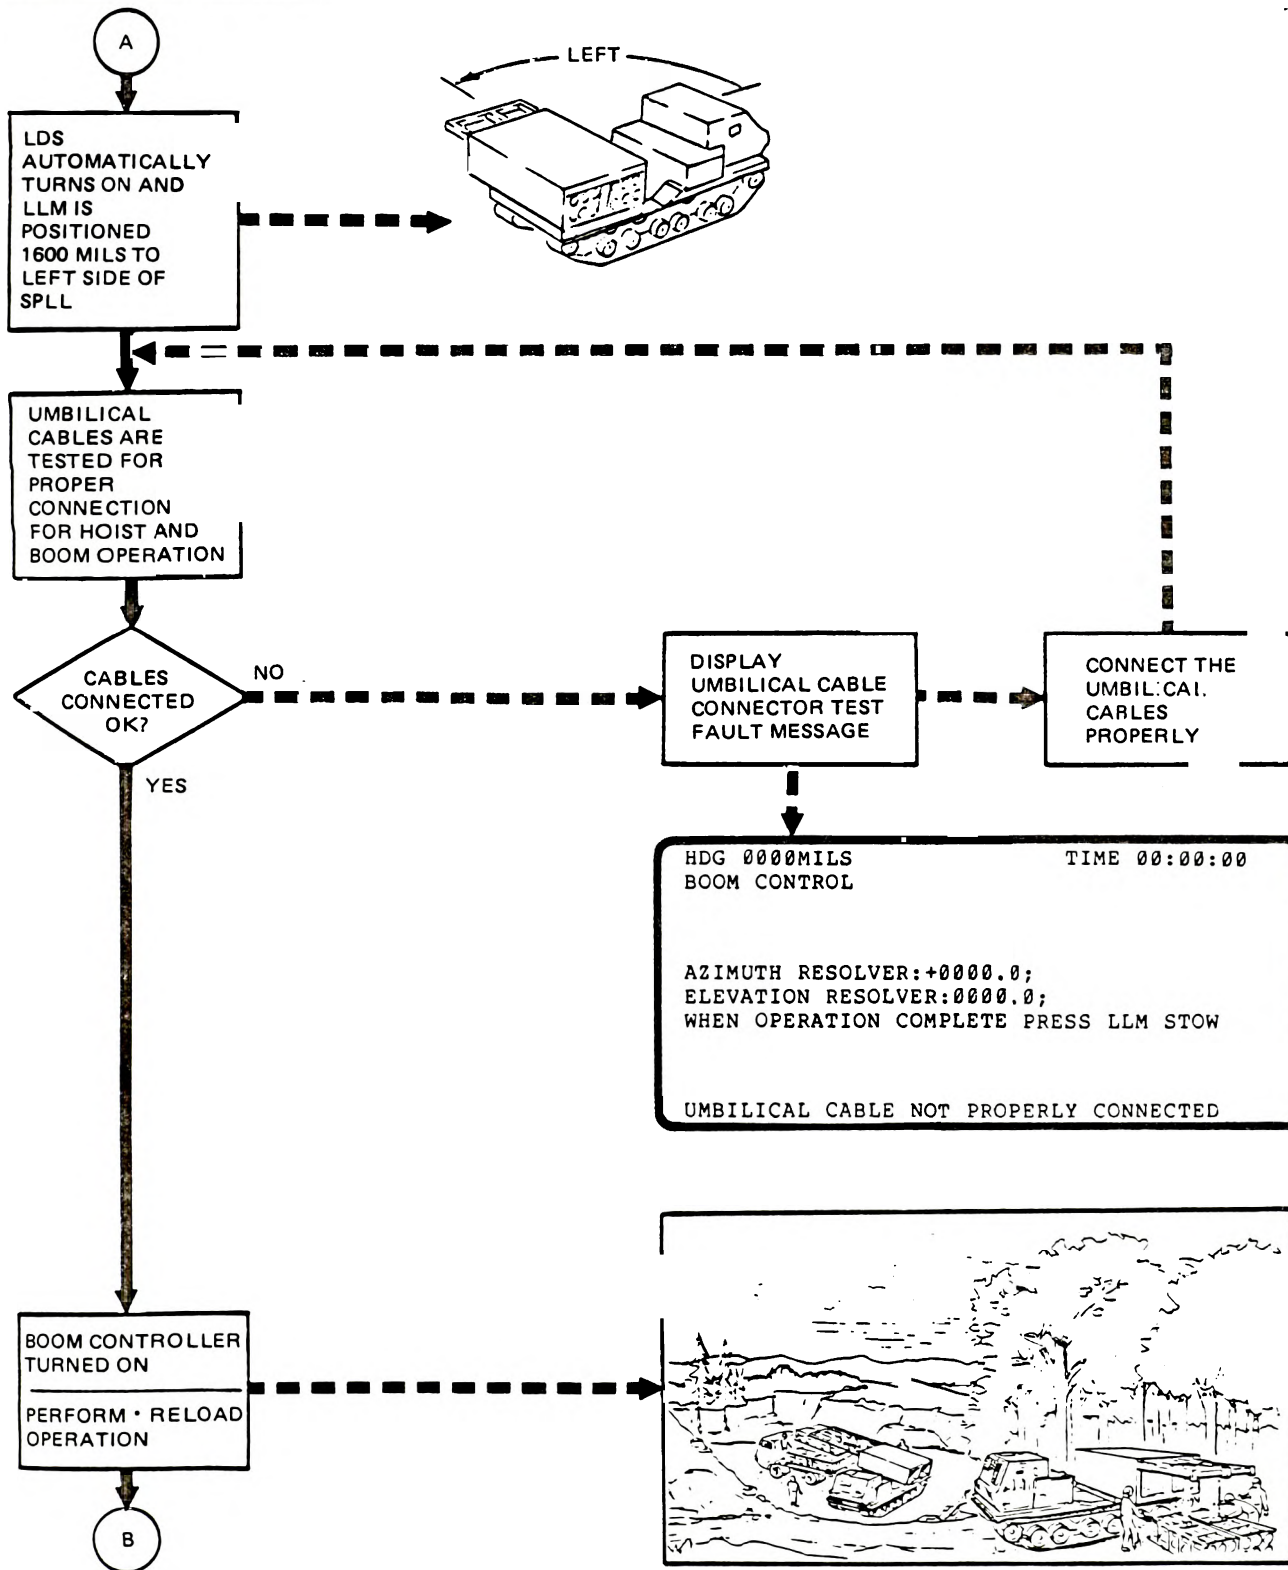 A
LEFT
LDS
AUTOMATICALLY
TURNS ON AND
LLM IS
POSITIONED
1600 MILS TO
LEFT SIDE OF
SPLL
UMBILICAL
CABLES ARE
TESTED FOR
PROPER
CONNECTION
FOR HOIST AND
BOOM OPERATION
CABLES
CONNECTED
OK?
NO
YES
DISPLAY
UMBILICAL CABLE
CONNECTOR TEST
FAULT MESSAGE
CONNECT THE
UMBIL:CAI.
CARLES
PROPERLY
HDG 0000MILS TIME 00:00:00
BOOM CONTROL
AZIMUTH RESOLVER:+0000.0;
ELEVATION RESOLVER:0000.0;
WHEN OPERATION COMPLETE PRESS LLM STOW
UMBILICAL CABLE NOT PROPERLY CONNECTED
BOOM CONTROLLER
TURNED ON
PERFORM • RELOAD
OPERATION
B